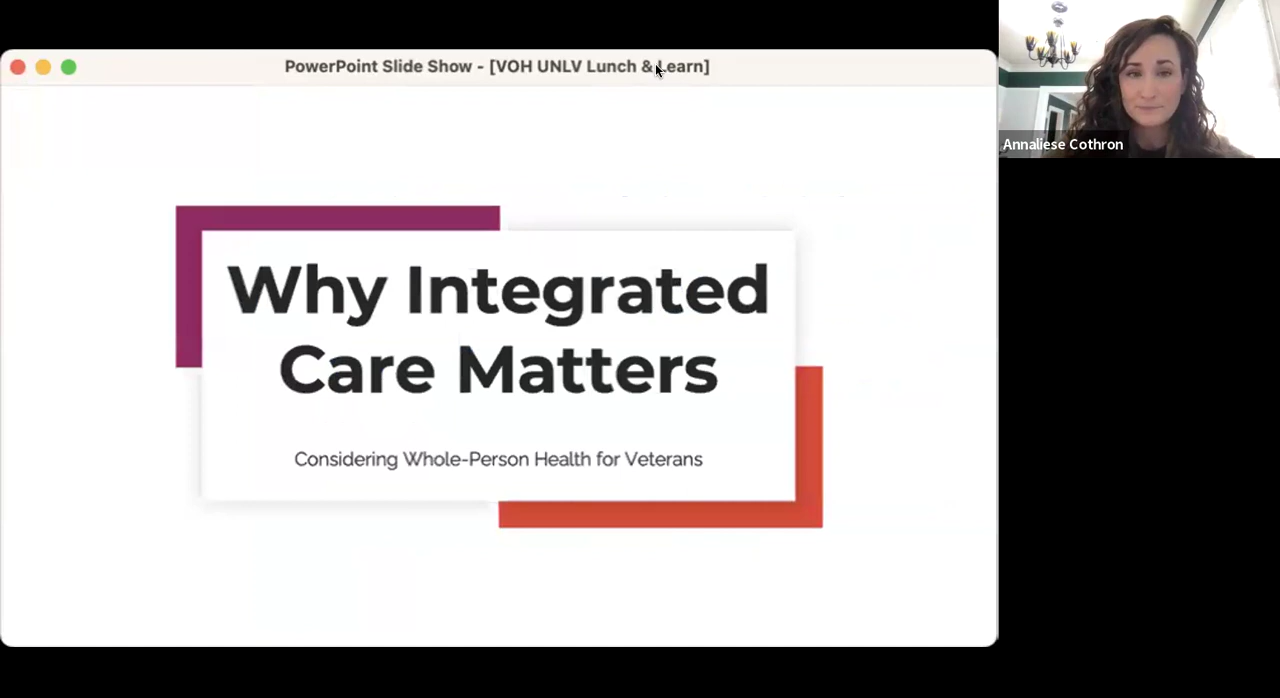 PowerPoint Slide Show - [VOH UNLV Lunch & Learn]
Annaliese Cothron
Why Integrated
Care Matters
Considering Whole-Person Health for Veterans